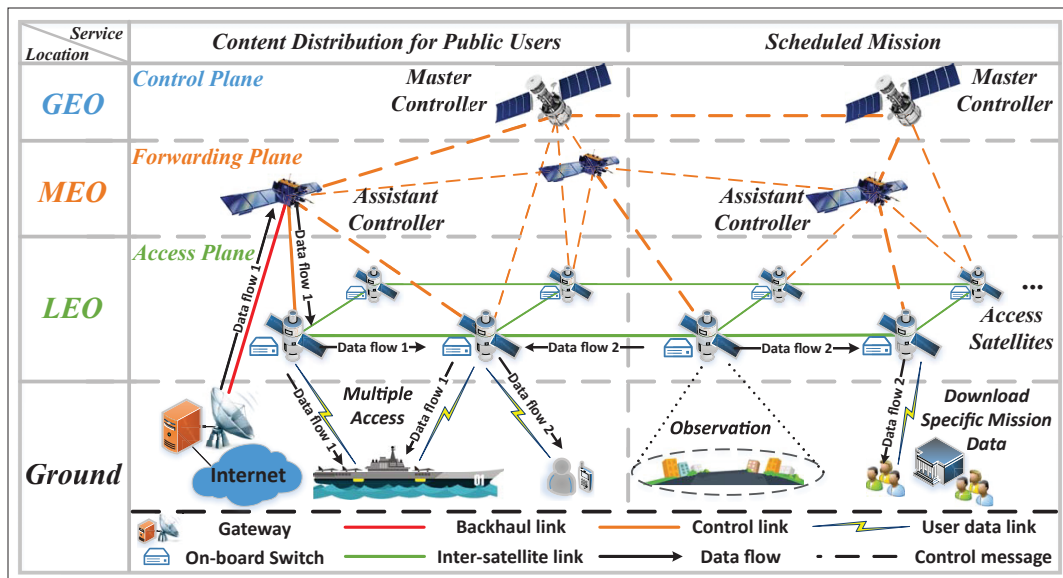 Service
Location
Content Distribution for Public Users
Scheduled Mission
GEO
Control Plane
Master
Controller
Master
Controller
MEO
Forwarding Plane
Assistant
Controller
Assistant
Controller
LEO
Access Plane
Data flow 1
Data flow 1
...
Access
Satellites
Data flow 1
Data flow 2
Data flow 2
Ground
Internet
Data flow 1
Multiple
Access
Data flow 1
Data flow 2
01
Observation
Data flow 2
Download
Specific Mission
Data
Gateway
Backhaul link
Control link
User data link
On-board Switch
Inter-satellite link
Data flow
Control message